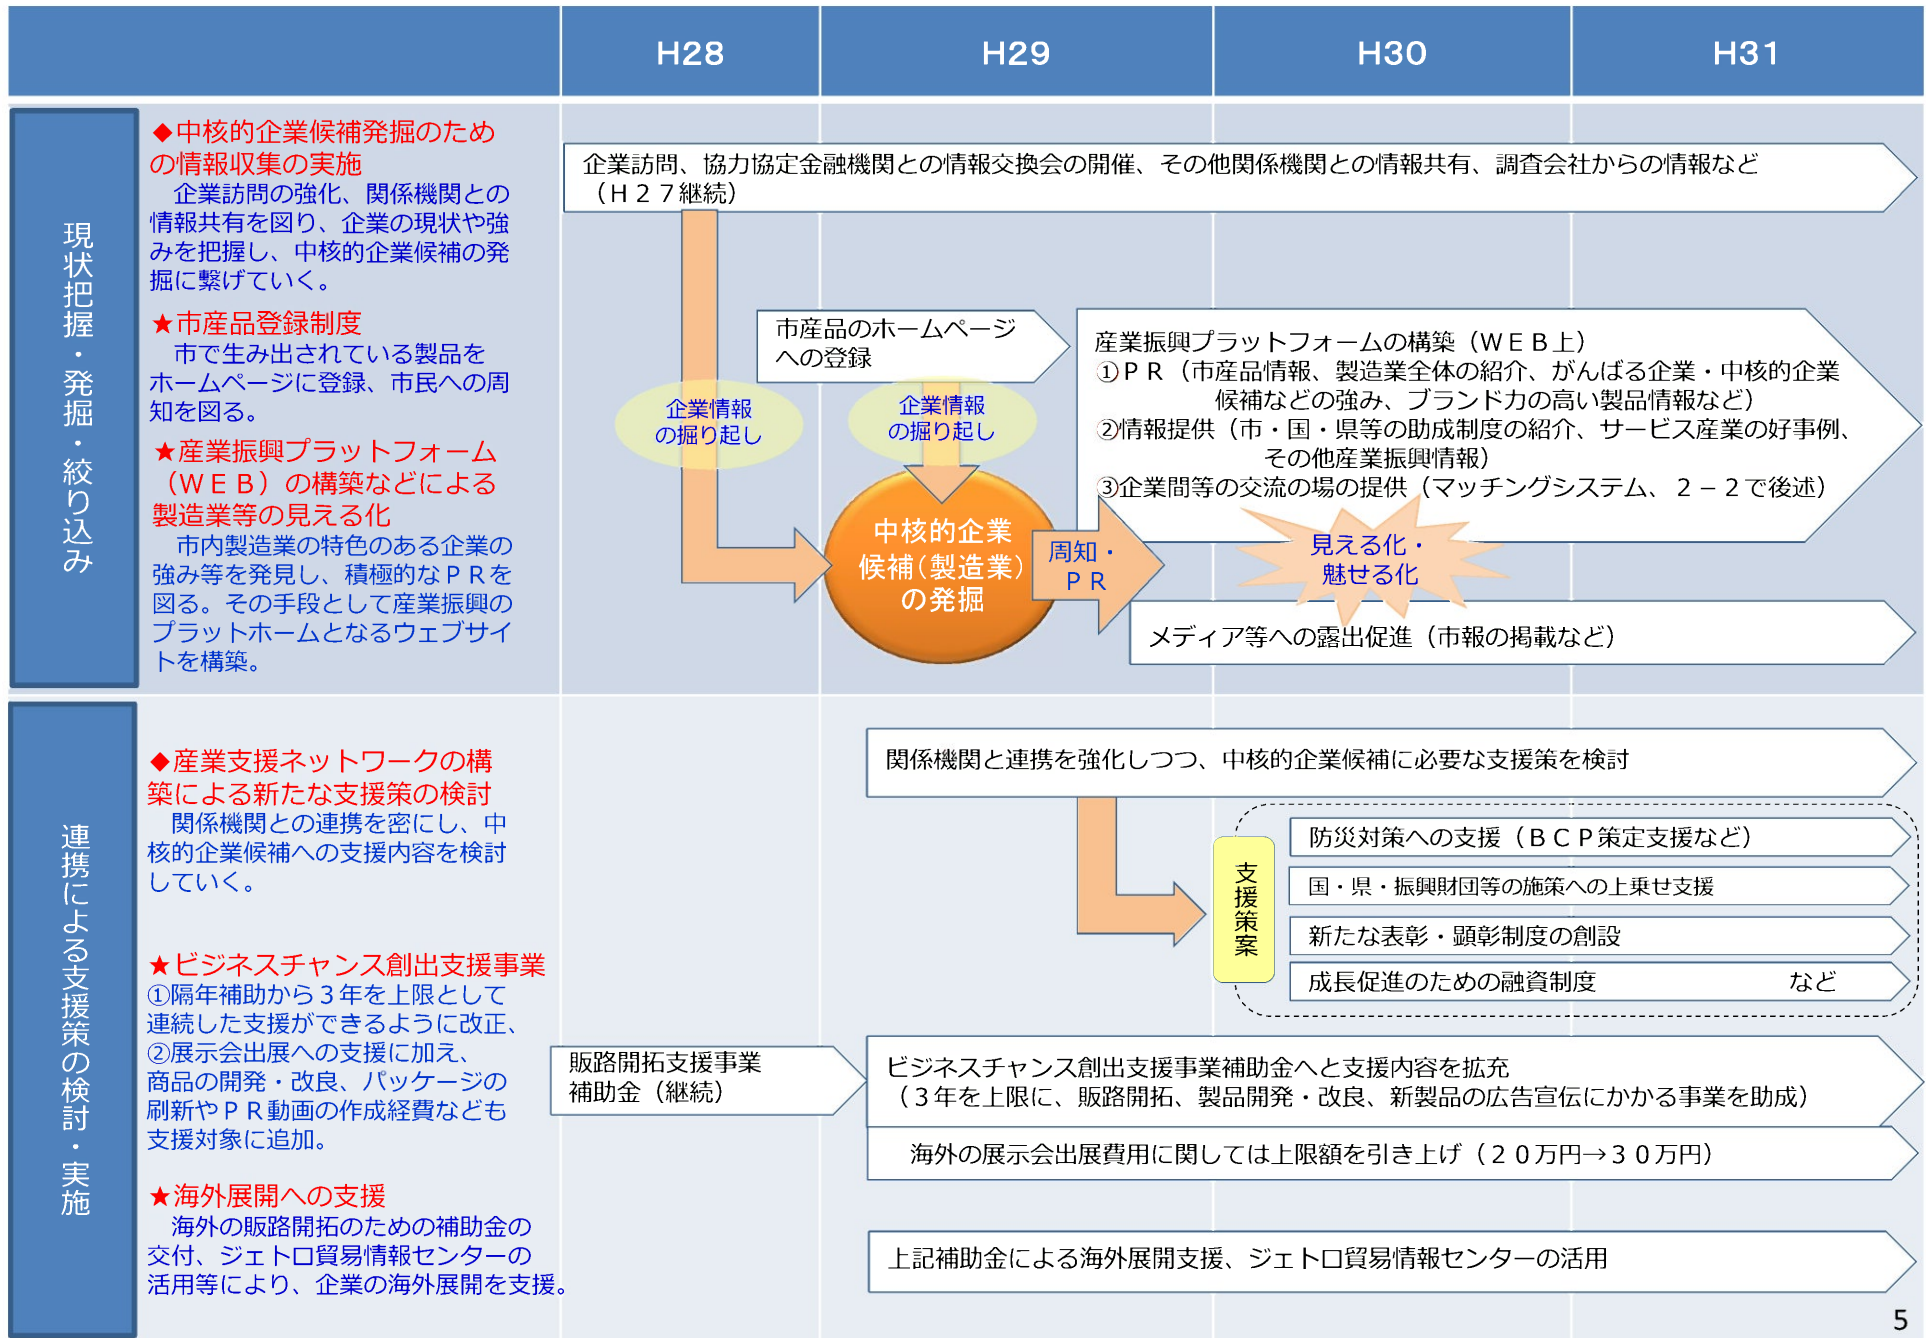 H28
H29
H30
H31
現状把握・発掘・絞り込み
◆中核的企業候補発掘のため
の情報収集の実施
企業訪問の強化、関係機関との
情報共有を図り、企業の現状や強
みを把握し、中核的企業候補の発
掘に繋げていく。
★市産品登録制度
市で生み出されている製品を
ホームページに登録、市民への周
知を図る。
★産業振興プラットフォーム
（ＷＥＢ）の構築などによる
製造業等の見える化
市内製造業の特色のある企業の
強み等を発見し、積極的なＰＲを
図る。その手段として産業振興の
プラットホームとなるウェブサイ
トを構築。
企業訪問、協力協定金融機関との情報交換会の開催、その他関係機関との情報共有、調査会社からの情報など
（Ｈ２７継続）
市産品のホームページ
への登録
企業情報
の掘り起し
企業情報
の掘り起し
中核的企業
候補（製造業）
の発掘
周知・
ＰＲ
産業振興プラットフォームの構築（ＷＥＢ上）
①ＰＲ（市産品情報、製造業全体の紹介、がんばる企業・中核的企業
候補などの強み、ブランド力の高い製品情報など）
②情報提供（市・国・県等の助成制度の紹介、サービス産業の好事例、
その他産業振興情報）
③企業間等の交流の場の提供（マッチングシステム、２－２で後述）
見える化・
魅せる化
メディア等への露出促進（市報の掲載など）
連携による支援策の検討・実施
◆産業支援ネットワークの構
築による新たな支援策の検討
関係機関との連携を密にし、中
核的企業候補への支援内容を検討
していく。
★ビジネスチャンス創出支援事業
①隔年補助から３年を上限として
連続した支援ができるように改正、
②展示会出展への支援に加え、
商品の開発・改良、パッケージの
刷新やＰＲ動画の作成経費なども
支援対象に追加。
★海外展開への支援
海外の販路開拓のための補助金の
交付、ジェトロ貿易情報センターの
活用等により、企業の海外展開を支援。
関係機関と連携を強化しつつ、中核的企業候補に必要な支援策を検討
支援策案
防災対策への支援（ＢＣＰ策定支援など）
国・県・振興財団等の施策への上乗せ支援
新たな表彰・顕彰制度の創設
成長促進のための融資制度 など
販路開拓支援事業
補助金（継続）
ビジネスチャンス創出支援事業補助金へと支援内容を拡充
（３年を上限に、販路開拓、製品開発・改良、新製品の広告宣伝にかかる事業を助成）
海外の展示会出展費用に関しては上限額を引き上げ（２０万円→３０万円）
上記補助金による海外展開支援、ジェトロ貿易情報センターの活用
5